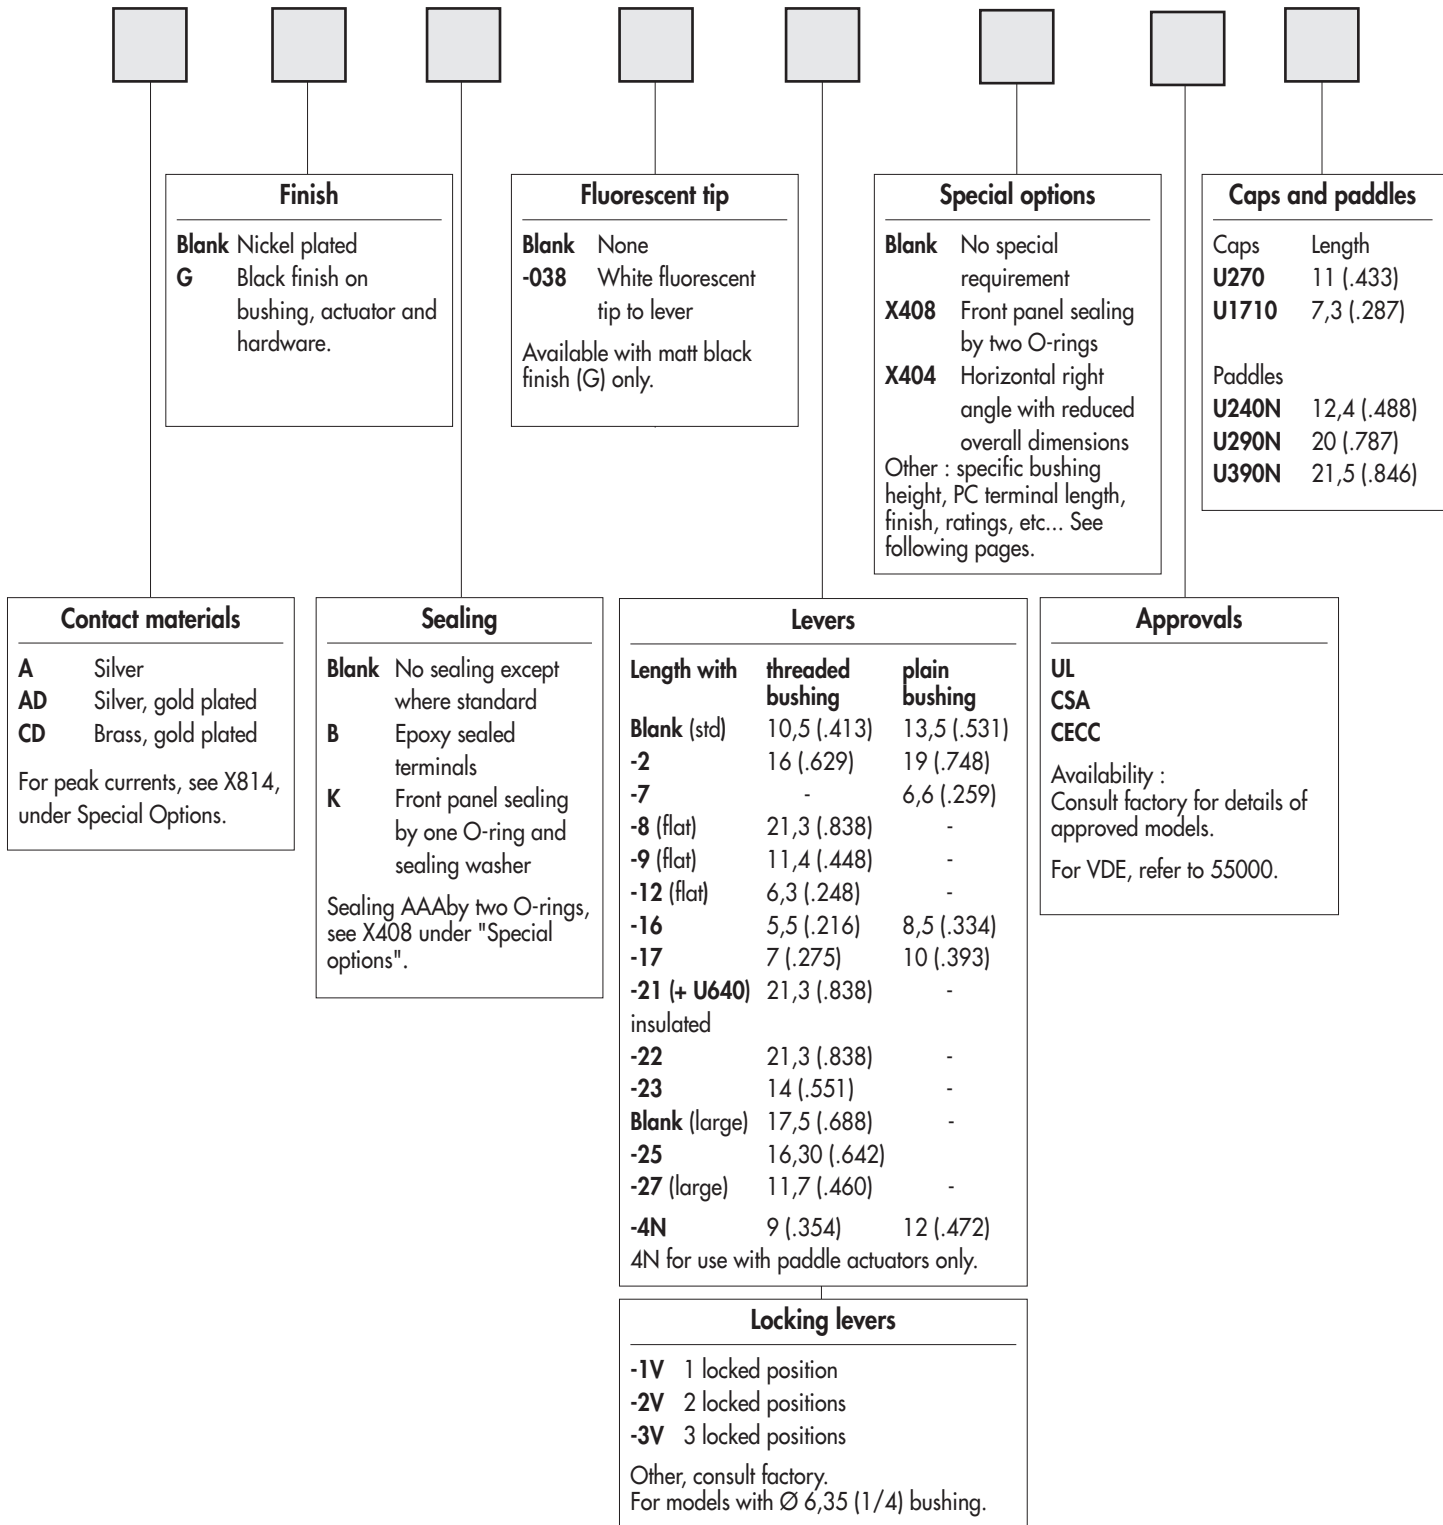 Finish
Blank Nickel plated
G Black finish on
bushing, actuator and
hardware.
Fluorescent tip
Blank None
-038 White fluorescent
tip to lever
Available with matt black
finish (G) only.
Special options
Blank No special
requirement
X408 Front panel sealing
by two O-rings
X404 Horizontal right
angle with reduced
overall dimensions
Other : specific bushing
height, PC terminal length,
finish, ratings, etc... See
following pages.
Caps and paddles
Caps Length
U270 11 (.433)
U1710 7,3 (.287)
Paddles
U240N 12,4 (.488)
U290N 20 (.787)
U390N 21,5 (.846)
Contact materials
A Silver
AD Silver, gold plated
CD Brass, gold plated
For peak currents, see X814,
under Special Options.
Sealing
Blank No sealing except
where standard
B Epoxy sealed
terminals
K Front panel sealing
by one O-ring and
sealing washer
Sealing AAAby two O-rings,
see X408 under "Special
options".
Levers
Length with threaded plain
bushing bushing
Blank (std) 10,5 (.413) 13,5 (.531)
-2 16 (.629) 19 (.748)
-7 - 6,6 (.259)
-8 (flat) 21,3 (.838) -
-9 (flat) 11,4 (.448) -
-12 (flat) 6,3 (.248) -
-16 5,5 (.216) 8,5 (.334)
-17 7 (.275) 10 (.393)
-21 (+ U640) 21,3 (.838) -
insulated
-22 21,3 (.838) -
-23 14 (.551) -
Blank (large) 17,5 (.688) -
-25 16,30 (.642)
-27 (large) 11,7 (.460) -
-4N 9 (.354) 12 (.472)
4N for use with paddle actuators only.
Approvals
UL
CSA
CECC
Availability :
Consult factory for details of
approved models.
For VDE, refer to 55000.
Locking levers
-1V 1 locked position
-2V 2 locked positions
-3V 3 locked positions
Other, consult factory.
For models with Ø 6,35 (1/4) bushing.